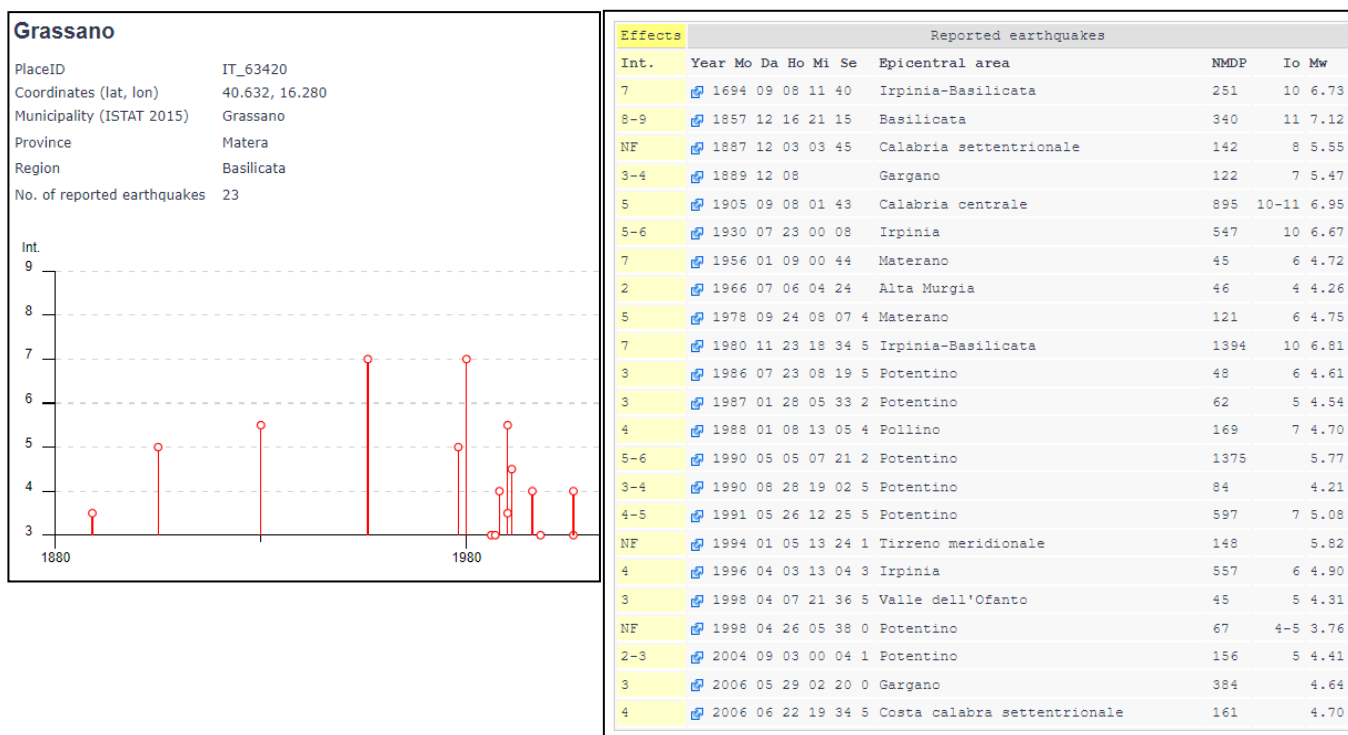 Grassano
PlaceID IT_63420
Coordinates (lat, lon) 40.632, 16.280
Municipality (ISTAT 2015) Grassano
Province Matera
Region Basilicata
No. of reported earthquakes 23
Int.
9
8
7
6
5
4
3
1880 1980
Effects Reported earthquakes
Int. Year Mo Da Ho Mi Se Epicentral area NMDP Io Mw
7 1694 09 08 11 40 Irpinia-Basilicata 251 10 6.73
8-9 1857 12 16 21 15 Basilicata 340 11 7.12
NF 1887 12 03 03 45 Calabria settentrionale 142 8 5.55
3-4 1889 12 08 Gargano 122 7 5.47
5 1905 09 08 01 43 Calabria centrale 895 10-11 6.95
5-6 1930 07 23 00 08 Irpinia 547 10 6.67
7 1956 01 09 00 44 Materano 45 6 4.72
2 1966 07 06 04 24 Alta Murgia 46 4 4.26
5 1978 09 24 08 07 4 Materano 121 6 4.75
7 1980 11 23 18 34 5 Irpinia-Basilicata 1394 10 6.81
3 1986 07 23 08 19 5 Potentino 48 6 4.61
3 1987 01 28 05 33 2 Potentino 62 5 4.54
4 1988 01 08 13 05 4 Pollino 169 7 4.70
5-6 1990 05 05 07 21 2 Potentino 1375 5.77
3-4 1990 08 28 19 02 5 Potentino 84 4.21
4-5 1991 05 26 12 25 5 Potentino 597 7 5.08
NF 1994 01 05 13 24 1 Tirreno meridionale 148 5.82
4 1996 04 03 13 04 3 Irpinia 557 6 4.90
3 1998 04 07 21 36 5 Valle dell'Ofanto 45 5 4.31
NF 1998 04 26 05 38 0 Potentino 67 4-5 3.76
2-3 2004 09 03 00 04 1 Potentino 156 5 4.41
3 2006 05 29 02 20 0 Gargano 384 4.64
4 2006 06 22 19 34 5 Costa calabra settentrionale 161 4.70